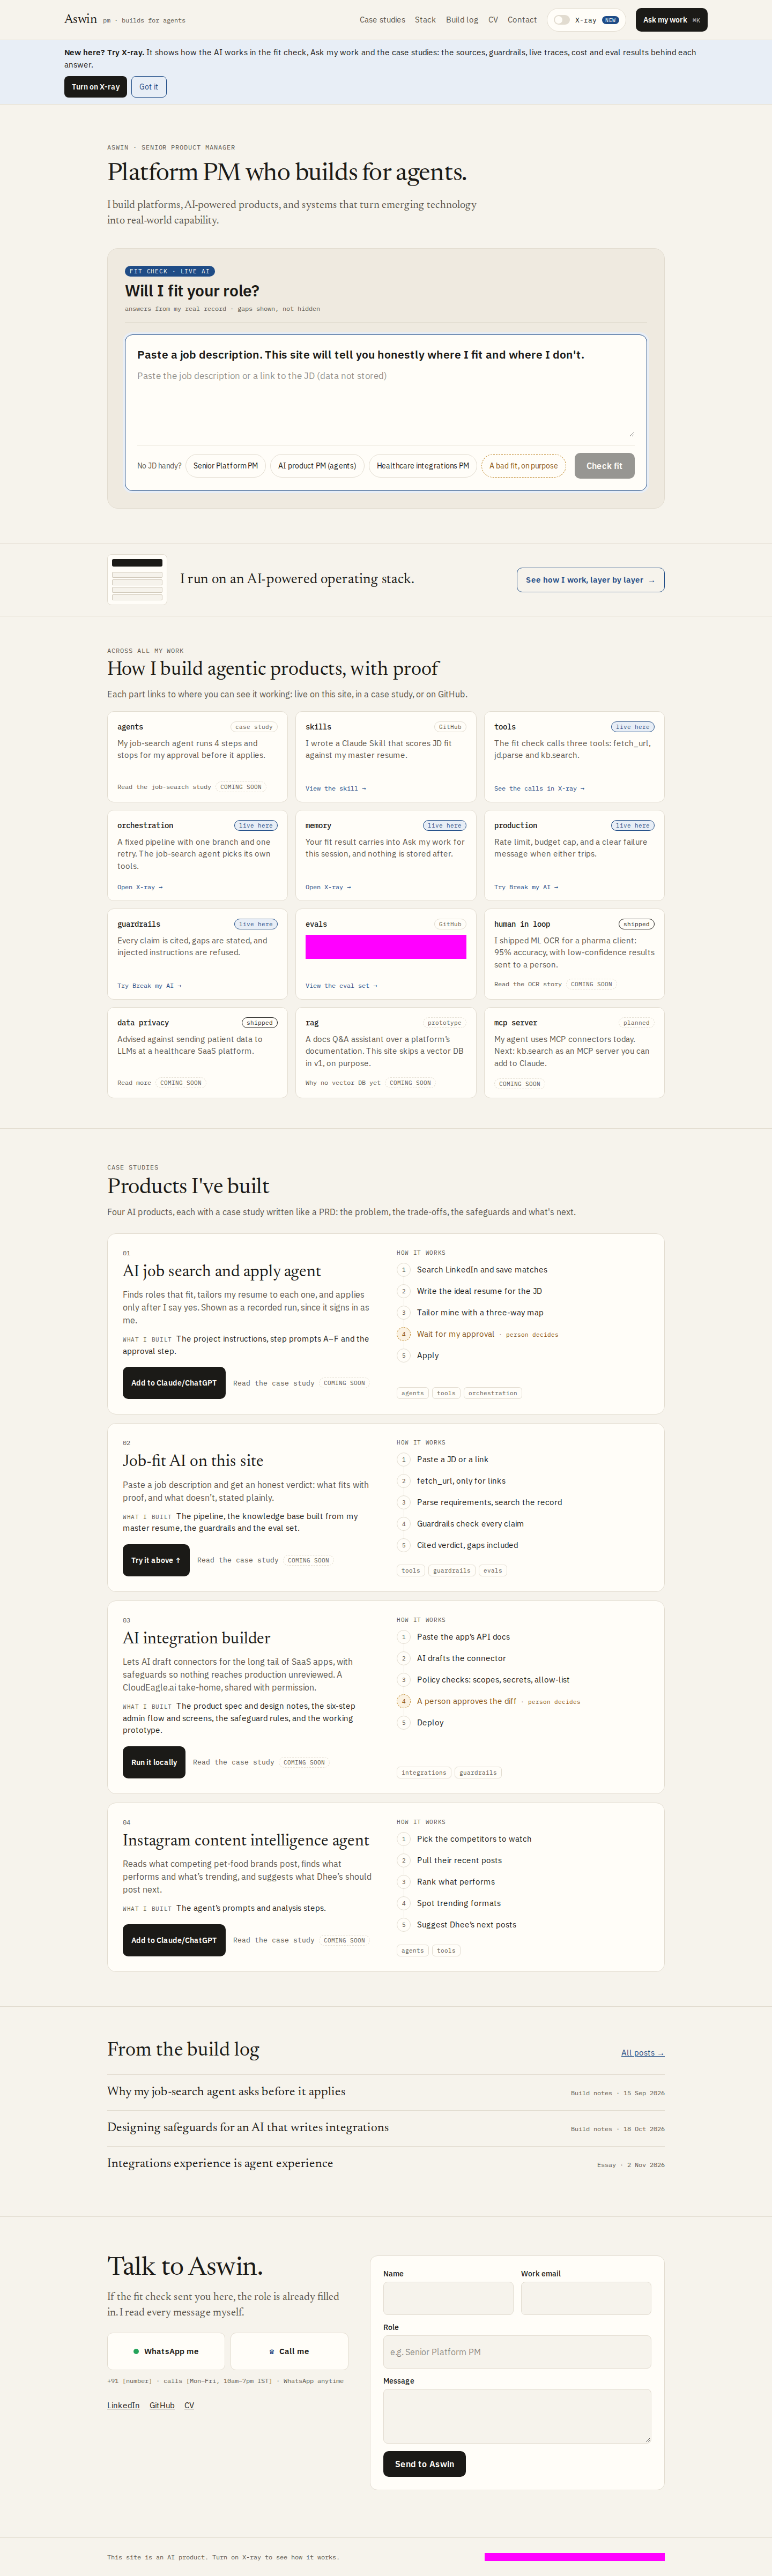 Aswin pm · builds for agents
Case studies Stack Build log CV Contact X-ray NEW Ask my work ⌘K
New here? Try X-ray. It shows how the AI works in the fit check, Ask my work and the case studies: the sources, guardrails, live traces, cost and eval results behind each
answer.
Turn on X-ray Got it
ASWIN · SENIOR PRODUCT MANAGER
Platform PM who builds for agents.
I build platforms, AI-powered products, and systems that turn emerging technology
into real-world capability.
FIT CHECK · LIVE AI
Will I fit your role?
answers from my real record · gaps shown, not hidden
Paste a job description. This site will tell you honestly where I fit and where I don't.
Paste the job description or a link to the JD (data not stored)
No JD handy? Senior Platform PM AI product PM (agents) Healthcare integrations PM A bad fit, on purpose Check fit
I run on an AI-powered operating stack.
See how I work, layer by layer →
ACROSS ALL MY WORK
How I build agentic products, with proof
Each part links to where you can see it working: live on this site, in a case study, or on GitHub.
agents case study
My job-search agent runs 4 steps and
stops for my approval before it applies.
Read the job-search study COMING SOON
skills GitHub
I wrote a Claude Skill that scores JD fit
against my master resume.
View the skill →
tools live here
The fit check calls three tools: fetch_url,
jd.parse and kb.search.
See the calls in X-ray →
orchestration live here
A fixed pipeline with one branch and one
retry. The job-search agent picks its own
tools.
Open X-ray →
memory live here
Your fit result carries into Ask my work for
this session, and nothing is stored after.
Open X-ray →
production live here
Rate limit, budget cap, and a clear failure
message when either trips.
Try Break my AI →
guardrails live here
Every claim is cited, gaps are stated, and
injected instructions are refused.
Try Break my AI →
evals GitHub
View the eval set →
human in loop shipped
I shipped ML OCR for a pharma client:
95% accuracy, with low-confidence results
sent to a person.
Read the OCR story COMING SOON
data privacy shipped
Advised against sending patient data to
LLMs at a healthcare SaaS platform.
Read more COMING SOON
rag prototype
A docs Q&A assistant over a platform's
documentation. This site skips a vector DB
in v1, on purpose.
Why no vector DB yet COMING SOON
mcp server planned
My agent uses MCP connectors today.
Next: kb.search as an MCP server you can
add to Claude.
COMING SOON
CASE STUDIES
Products I've built
Four AI products, each with a case study written like a PRD: the problem, the trade-offs, the safeguards and what's next.
01
AI job search and apply agent
Finds roles that fit, tailors my resume to each one, and applies
only after I say yes. Shown as a recorded run, since it signs in as
me.
WHAT I BUILT The project instructions, step prompts A–F and the
approval step.
Add to Claude/ChatGPT Read the case study COMING SOON
HOW IT WORKS
1 Search LinkedIn and save matches
2 Write the ideal resume for the JD
3 Tailor mine with a three-way map
4 Wait for my approval · person decides
5 Apply
agents tools orchestration
02
Job-fit AI on this site
Paste a job description and get an honest verdict: what fits with
proof, and what doesn't, stated plainly.
WHAT I BUILT The pipeline, the knowledge base built from my
master resume, the guardrails and the eval set.
Try it above ↑ Read the case study COMING SOON
HOW IT WORKS
1 Paste a JD or a link
2 fetch_url, only for links
3 Parse requirements, search the record
4 Guardrails check every claim
5 Cited verdict, gaps included
tools guardrails evals
03
AI integration builder
Lets AI draft connectors for the long tail of SaaS apps, with
safeguards so nothing reaches production unreviewed. A
CloudEagle.ai take-home, shared with permission.
WHAT I BUILT The product spec and design notes, the six-step
admin flow and screens, the safeguard rules, and the working
prototype.
Run it locally Read the case study COMING SOON
HOW IT WORKS
1 Paste the app's API docs
2 AI drafts the connector
3 Policy checks: scopes, secrets, allow-list
4 A person approves the diff · person decides
5 Deploy
integrations guardrails
04
Instagram content intelligence agent
Reads what competing pet-food brands post, finds what
performs and what's trending, and suggests what Dhee's should
post next.
WHAT I BUILT The agent's prompts and analysis steps.
Add to Claude/ChatGPT Read the case study COMING SOON
HOW IT WORKS
1 Pick the competitors to watch
2 Pull their recent posts
3 Rank what performs
4 Spot trending formats
5 Suggest Dhee's next posts
agents tools
From the build log
All posts →
Why my job-search agent asks before it applies Build notes · 15 Sep 2026
Designing safeguards for an AI that writes integrations Build notes · 18 Oct 2026
Integrations experience is agent experience Essay · 2 Nov 2026
Talk to Aswin.
If the fit check sent you here, the role is already filled
in. I read every message myself.
WhatsApp me Call me
+91 [number] · calls [Mon–Fri, 10am–7pm IST] · WhatsApp anytime
LinkedIn GitHub CV
Name Work email
Role
e.g. Senior Platform PM
Message
Send to Aswin
This site is an AI product. Turn on X-ray to see how it works.